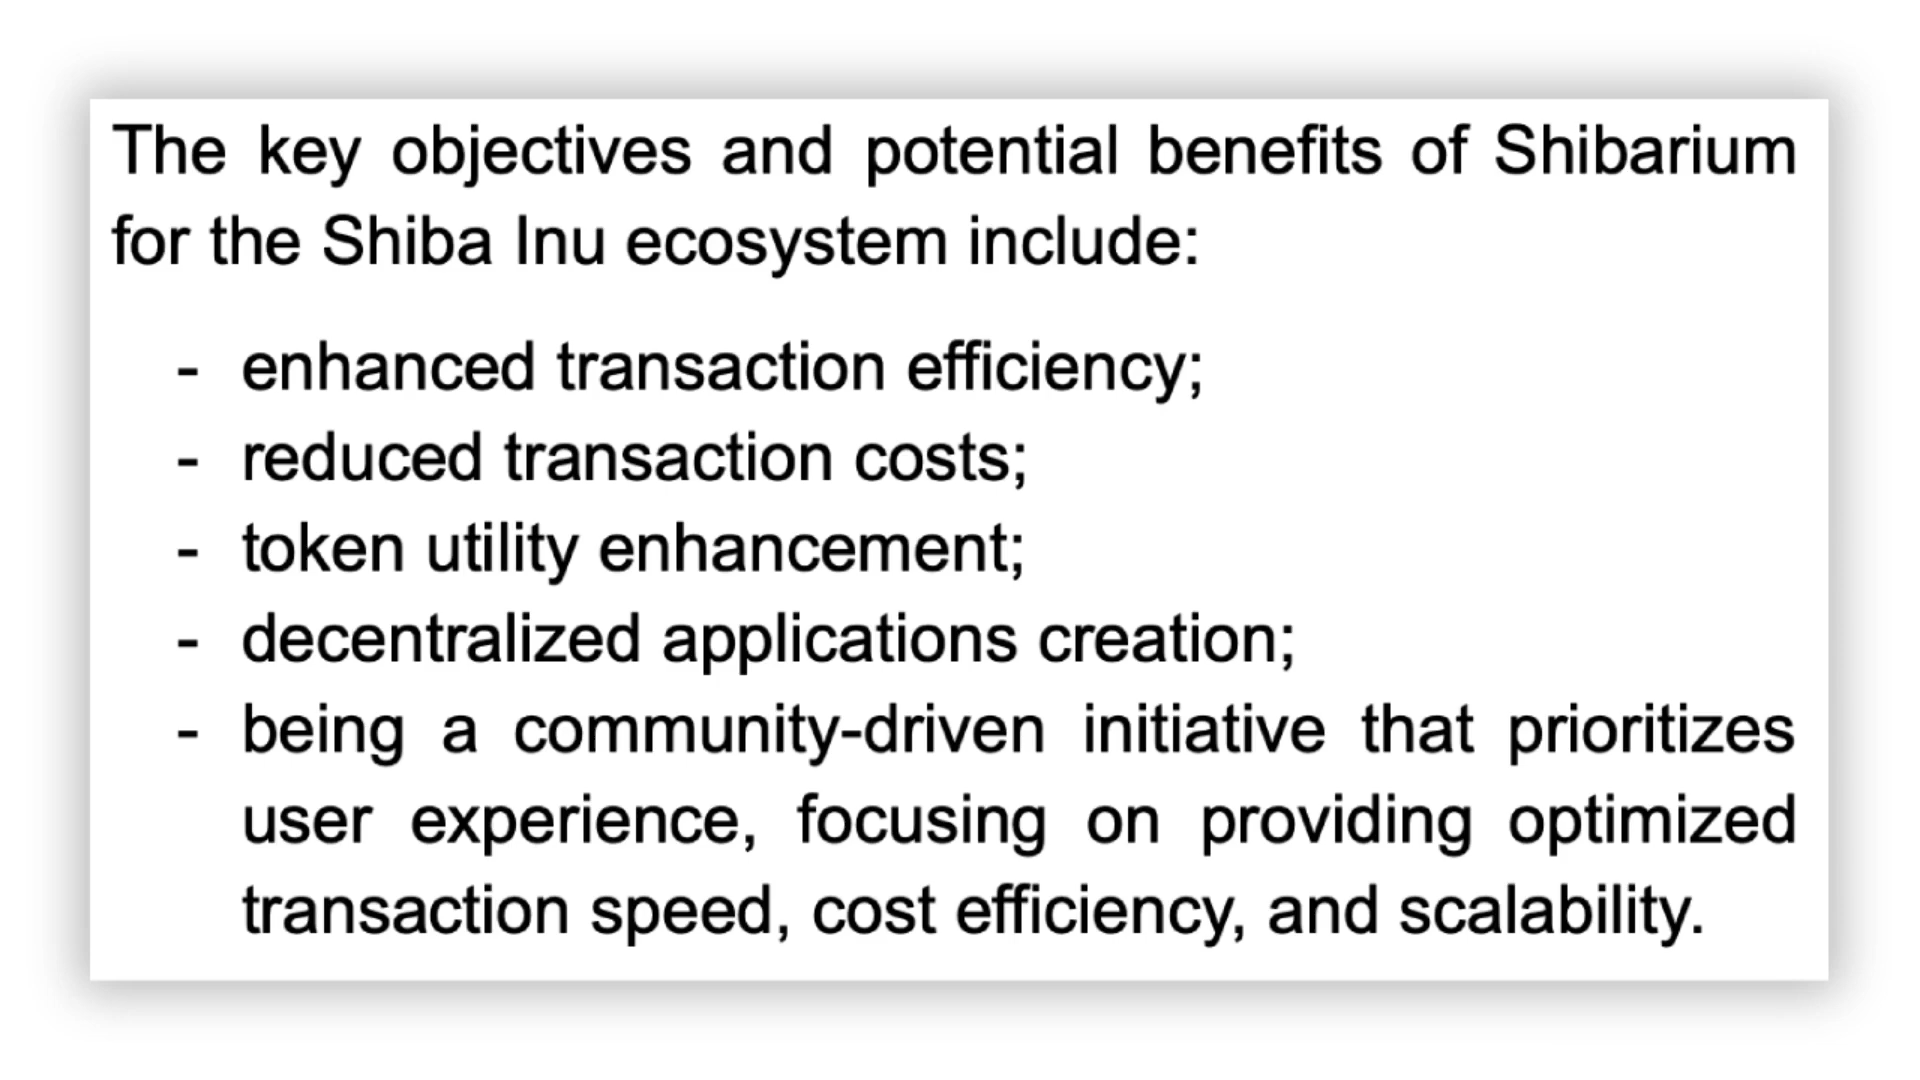 The key objectives and potential benefits of Shibarium
for the Shiba Inu ecosystem include:
- enhanced transaction efficiency;
- reduced transaction costs;
- token utility enhancement;
- decentralized applications creation;
- being a community-driven initiative that prioritizes
user experience, focusing on providing optimized
transaction speed, cost efficiency, and scalability.